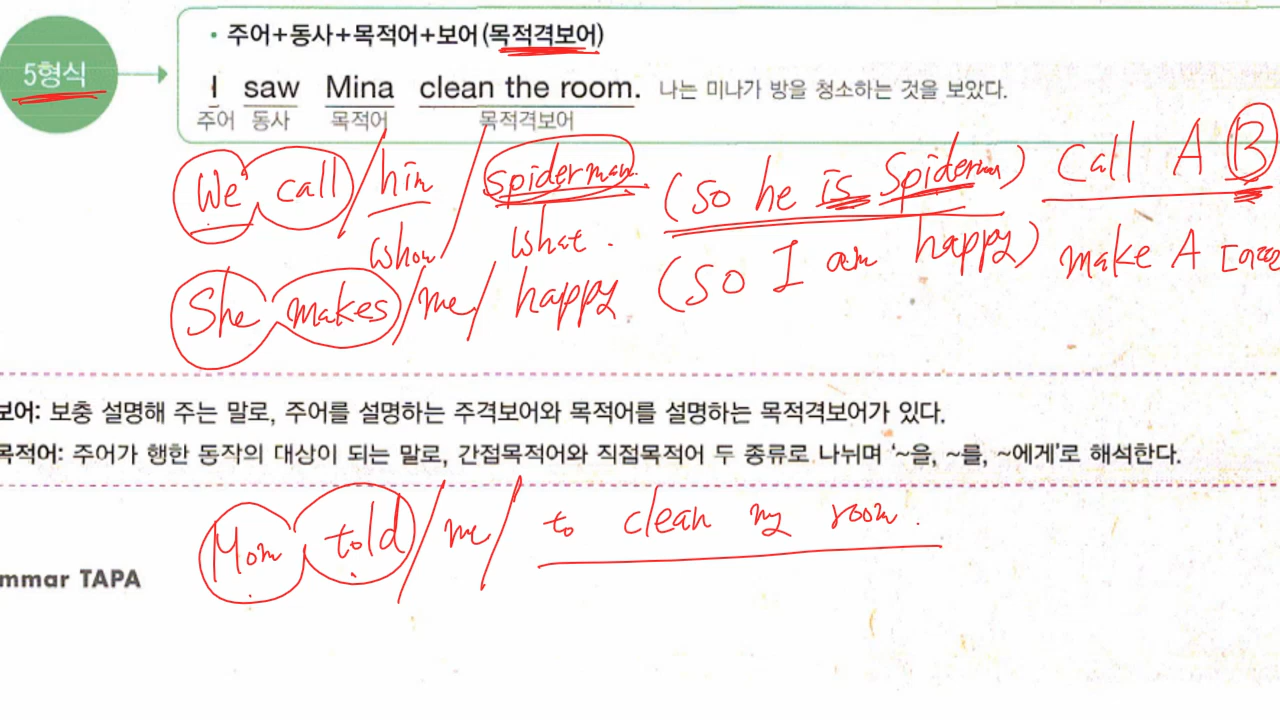 5형식
• 주어+동사+목적어+보어(목적격보어)
I saw Mina clean the room. 나는 미나가 방을 청소하는 것을 보았다.
주어 동사 목적어 목적격보어
We call / him / spiderman. (so he is Spiderman) call A B
whom what.
She makes / me / happy (so I am happy) make A
보어: 보충 설명해 주는 말로, 주어를 설명하는 주격보어와 목적어를 설명하는 목적격보어가 있다.
목적어: 주어가 행한 동작의 대상이 되는 말로, 간접목적어와 직접목적어 두 종류로 나뉘며 '~을, ~를, ~에게'로 해석한다.
Mom told / me / to clean my room.
mmar TAPA